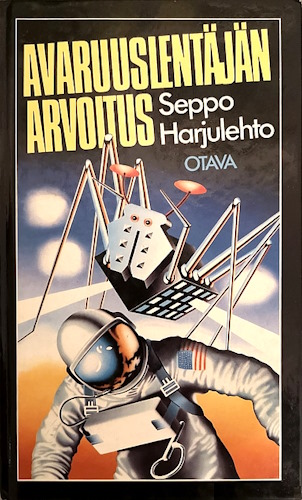 AVARUUSLENTÄJÄN
ARVOITUS
Seppo
Harjulehto
OTAVA